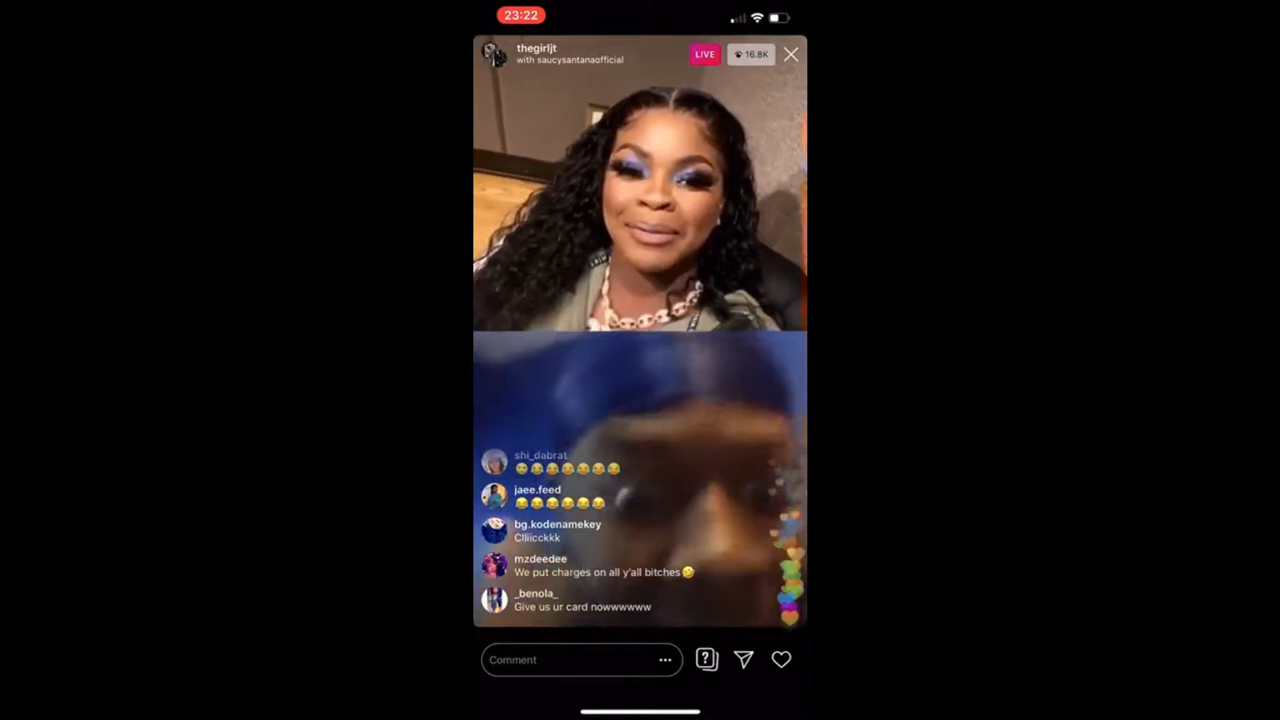 23:22
thegirljt
with saucysantanaofficial
LIVE
16.8K
shi_dabrat
😂😂😂😂😂😂😂
jaee.feed
😂😂😂😂😂😂
bg.kodenamekey
Clliiccckkk
mzdeedee
We put charges on all y'all bitches🤣
_benola_
Give us ur card nowwwwww
Comment